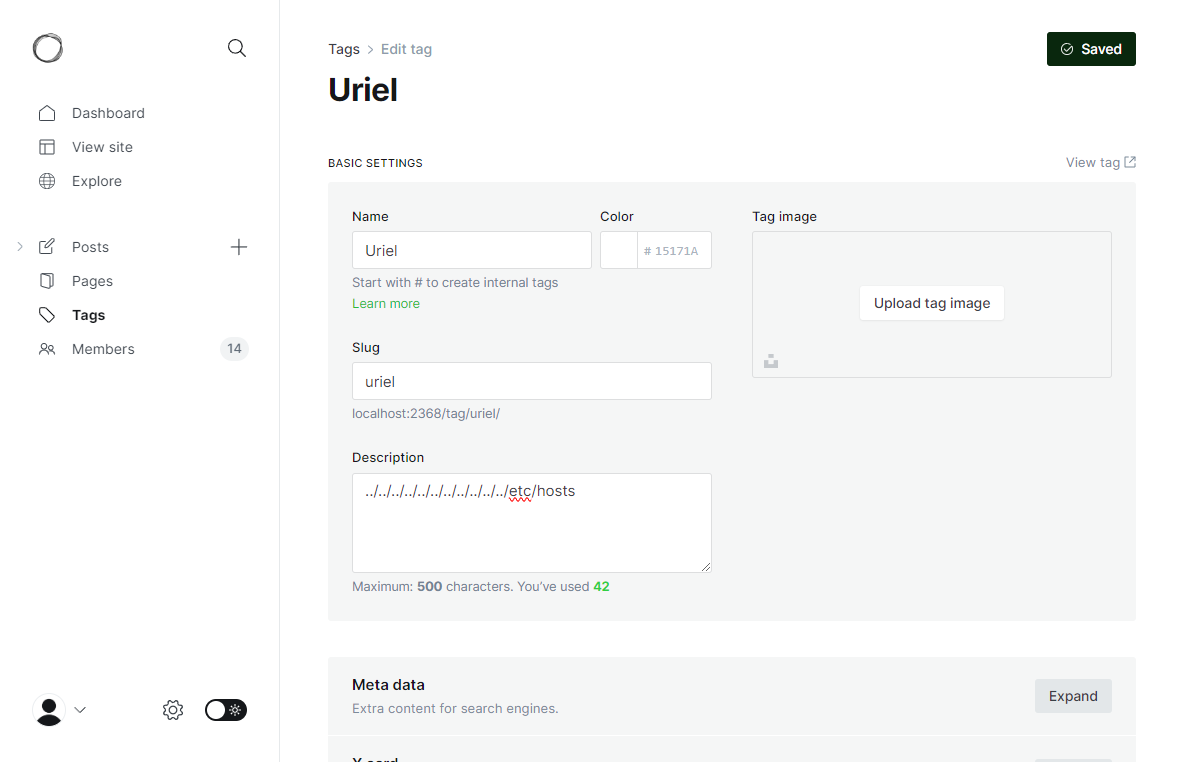 Tags > Edit tag
Saved
Uriel
Dashboard
View site
Explore
Posts
Pages
Tags
Members 14
BASIC SETTINGS
View tag
Name
Uriel
Color
# 15171A
Start with # to create internal tags
Learn more
Slug
uriel
localhost:2368/tag/uriel/
Description
../../../../../../../../../../../etc/hosts
Maximum: 500 characters. You’ve used 42
Tag image
Upload tag image
Meta data
Extra content for search engines.
Expand
X card